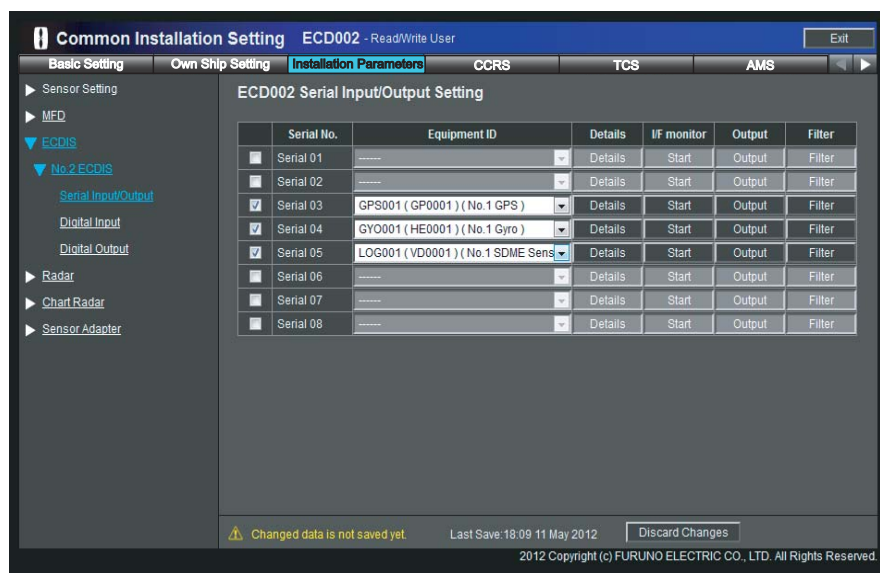 Common Installation Setting ECD002 - Read/Write User Exit
Basic Setting Own Ship Setting Installation Parameters CCRS TCS AMS
Sensor Setting
MFD
ECDIS
No.2 ECDIS
Serial Input/Output
Digital Input
Digital Output
Radar
Chart Radar
Sensor Adapter
ECD002 Serial Input/Output Setting
Serial No. Equipment ID Details I/F monitor Output Filter
Serial 01 ------ Details Start Output Filter
Serial 02 ------ Details Start Output Filter
Serial 03 GPS001 ( GP0001 ) ( No.1 GPS ) Details Start Output Filter
Serial 04 GYO001 ( HE0001 ) ( No.1 Gyro ) Details Start Output Filter
Serial 05 LOG001 ( VD0001 ) ( No.1 SDME Sens Details Start Output Filter
Serial 06 ------ Details Start Output Filter
Serial 07 ------ Details Start Output Filter
Serial 08 ------ Details Start Output Filter
Changed data is not saved yet. Last Save:18:09 11 May 2012 Discard Changes
2012 Copyright (c) FURUNO ELECTRIC CO., LTD. All Rights Reserved.